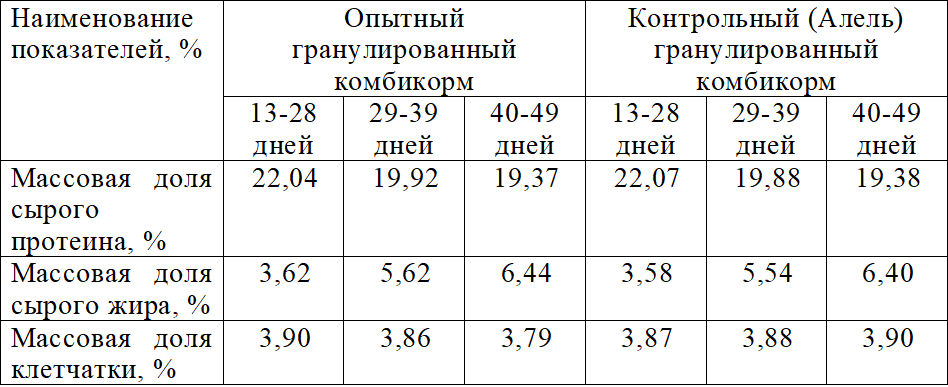 Наименование
показателей, %
Опытный
гранулированный
комбикорм
Контрольный (Алель)
гранулированный
комбикорм
13-28
дней
29-39
дней
40-49
дней
13-28
дней
29-39
дней
40-49
дней
Массовая доля
сырого
протеина, %
22,04
19,92
19,37
22,07
19,88
19,38
Массовая доля
сырого жира, %
3,62
5,62
6,44
3,58
5,54
6,40
Массовая доля
клетчатки, %
3,90
3,86
3,79
3,87
3,88
3,90